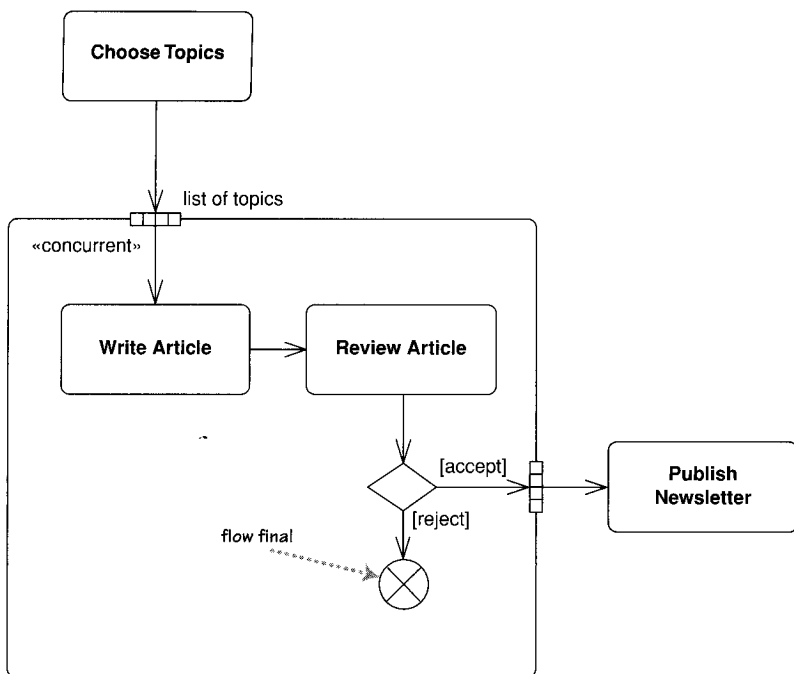 Choose Topics
list of topics
«concurrent»
Write Article
Review Article
[accept]
Publish
Newsletter
[reject]
flow final